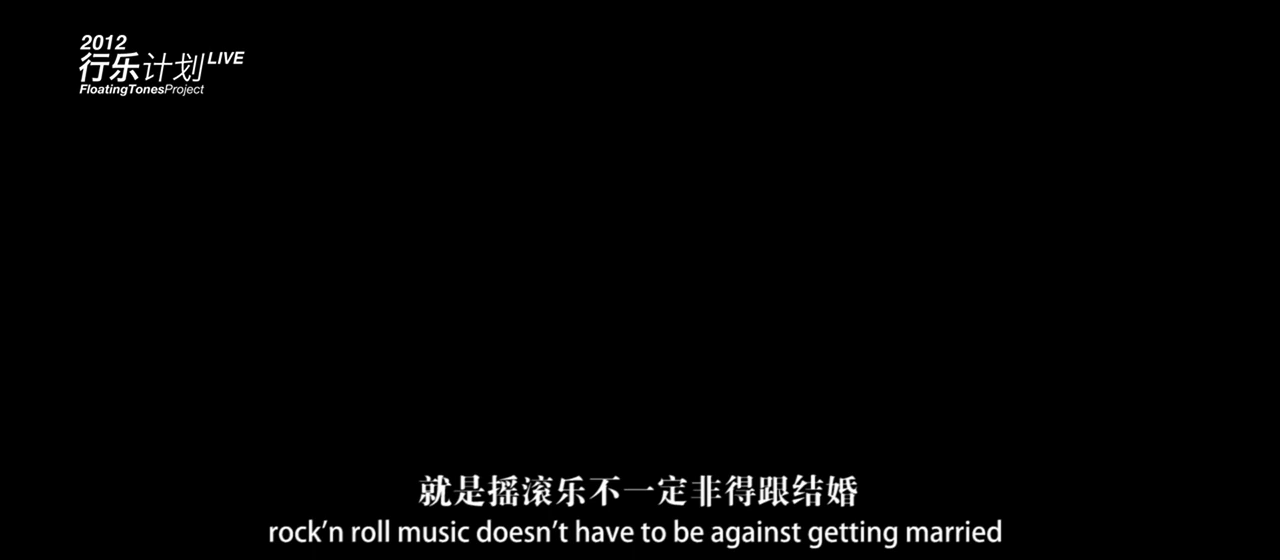 2012
行乐计划LIVE
FloatingTonesProject
就是摇滚乐不一定非得跟结婚
rock'n roll music doesn't have to be against getting married